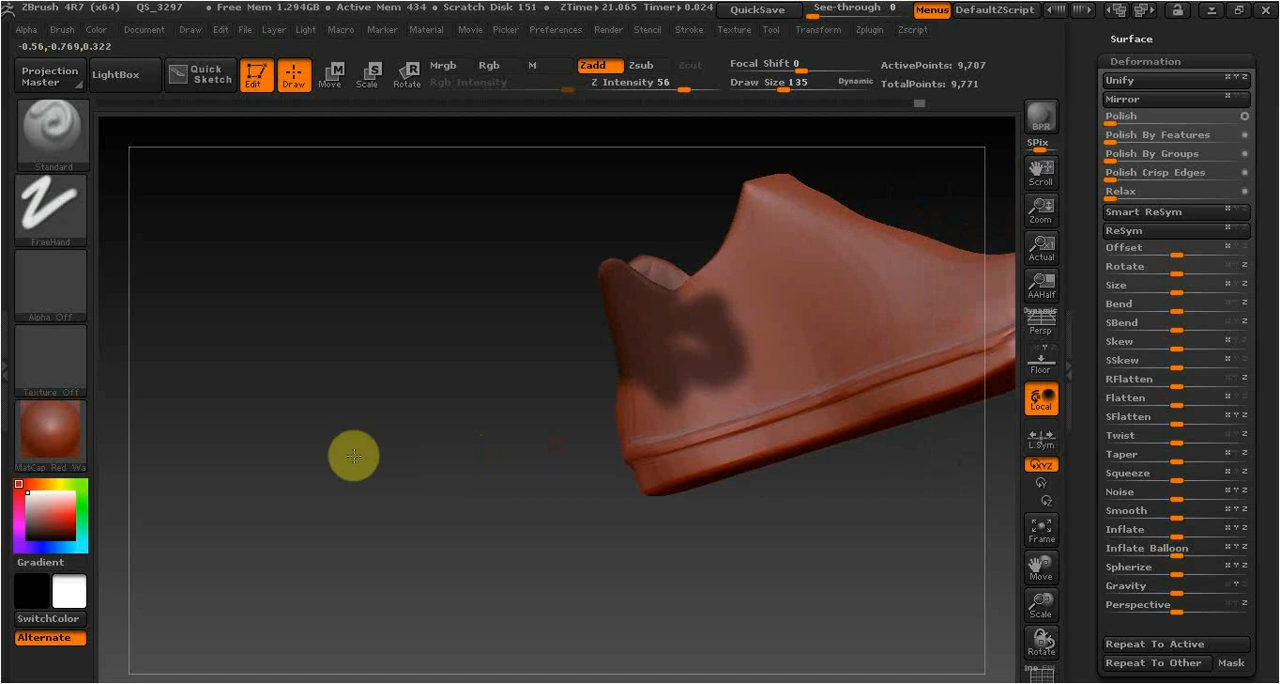 ZBrush 4R7 (x64) QS_3297 • Free Mem 1.294GB • Active Mem 434 • Scratch Disk 151 • ZTime▸21.065 Timer▸0.024 QuickSave See-through 0 Menus DefaultZScript
Alpha Brush Color Document Draw Edit File Layer Light Macro Marker Material Movie Picker Preferences Render Stencil Stroke Texture Tool Transform Zplugin Zscript
-0.56,-0.769,0.322
Projection Master
LightBox
Quick Sketch
Edit
Draw
Move
Scale
Rotate
Mrgb Rgb M
Rgb Intensity
Zadd Zsub Zcut
Z Intensity 56
Focal Shift 0
Draw Size 135 Dynamic
ActivePoints: 9,707
TotalPoints: 9,771
Standard
FreeHand
Alpha Off
Texture Off
MatCap Red Wa
Gradient
SwitchColor
Alternate
BPR
SPix
Scroll
Zoom
Actual
AAHalf
Dynamic
Persp
Floor
Local
L.Sym
XYZ
Y
Z
Frame
Move
Scale
Rotate
Surface
Deformation
Unify X Y Z
Mirror X Y Z
Polish
Polish By Features
Polish By Groups
Polish Crisp Edges
Relax
Smart ReSym X Y Z
ReSym X Y Z
Offset X Y Z
Rotate X Y Z
Size X Y Z
Bend X Y Z
SBend X Y Z
Skew X Y Z
SSkew X Y Z
RFlatten X Y Z
Flatten X Y Z
SFlatten X Y Z
Twist X Y Z
Taper X Y Z
Squeeze X Y Z
Noise X Y Z
Smooth X Y Z
Inflate X Y Z
Inflate Balloon X Y Z
Spherize X Y Z
Gravity X Y Z
Perspective X Y Z
Repeat To Active
Repeat To Other Mask